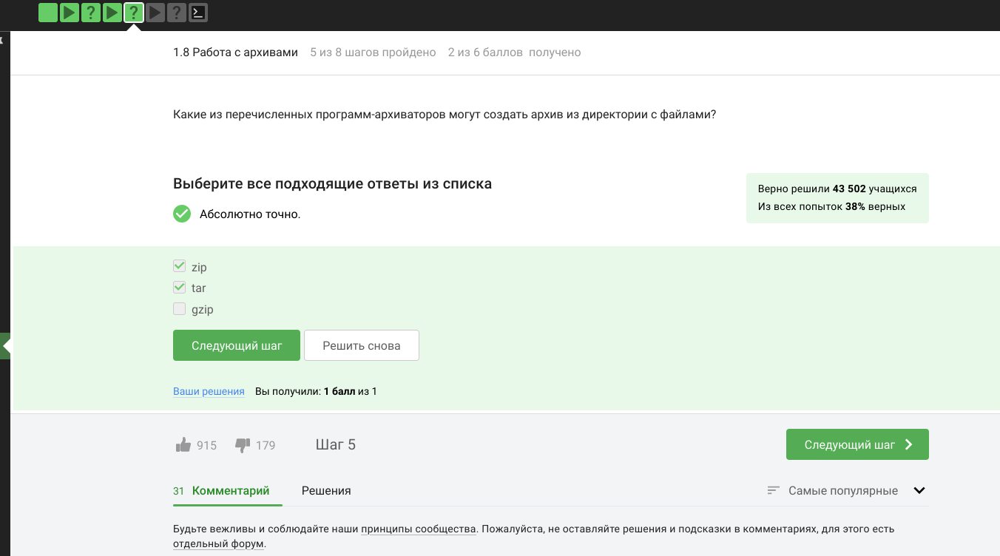 1.8 Работа с архивами 5 из 8 шагов пройдено 2 из 6 баллов получено
Какие из перечисленных программ-архиваторов могут создать архив из директории с файлами?
Выберите все подходящие ответы из списка
Верно решили 43 502 учащихся
Из всех попыток 38% верных
Абсолютно точно.
zip
tar
gzip
Следующий шаг Решить снова
Ваши решения Вы получили: 1 балл из 1
915 179 Шаг 5 Следующий шаг
31 Комментарий Решения Самые популярные
Будьте вежливы и соблюдайте наши принципы сообщества. Пожалуйста, не оставляйте решения и подсказки в комментариях, для этого есть
отдельный форум.